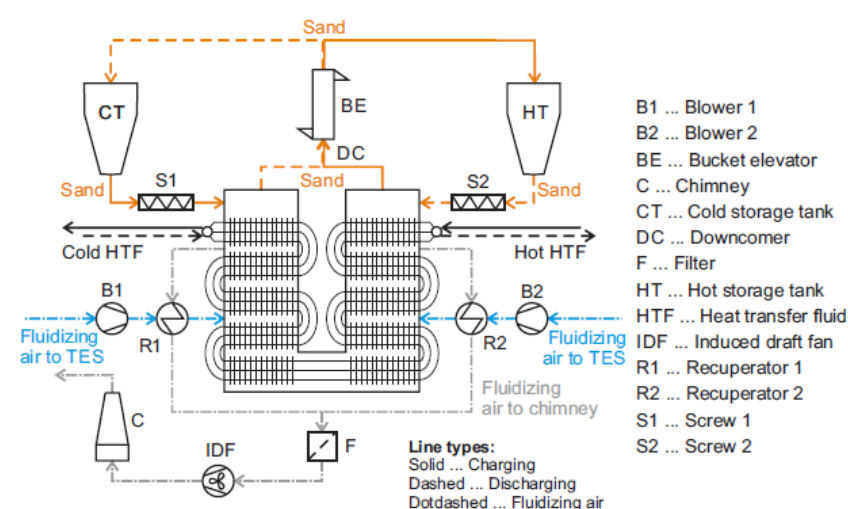 Sand
Sand
CT
BE
HT
DC
S1
S2
Sand
Sand
Sand
Cold HTF
Hot HTF
B1
B2
Fluidizing
air to TES
R1
R2
Fluidizing
air to TES
Fluidizing
air to chimney
C
IDF
F
Line types:
Solid ... Charging
Dashed ... Discharging
Dotdashed ... Fluidizing air
B1 ... Blower 1
B2 ... Blower 2
BE ... Bucket elevator
C ... Chimney
CT ... Cold storage tank
DC ... Downcomer
F ... Filter
HT ... Hot storage tank
HTF ... Heat transfer fluid
IDF ... Induced draft fan
R1 ... Recuperator 1
R2 ... Recuperator 2
S1 ... Screw 1
S2 ... Screw 2